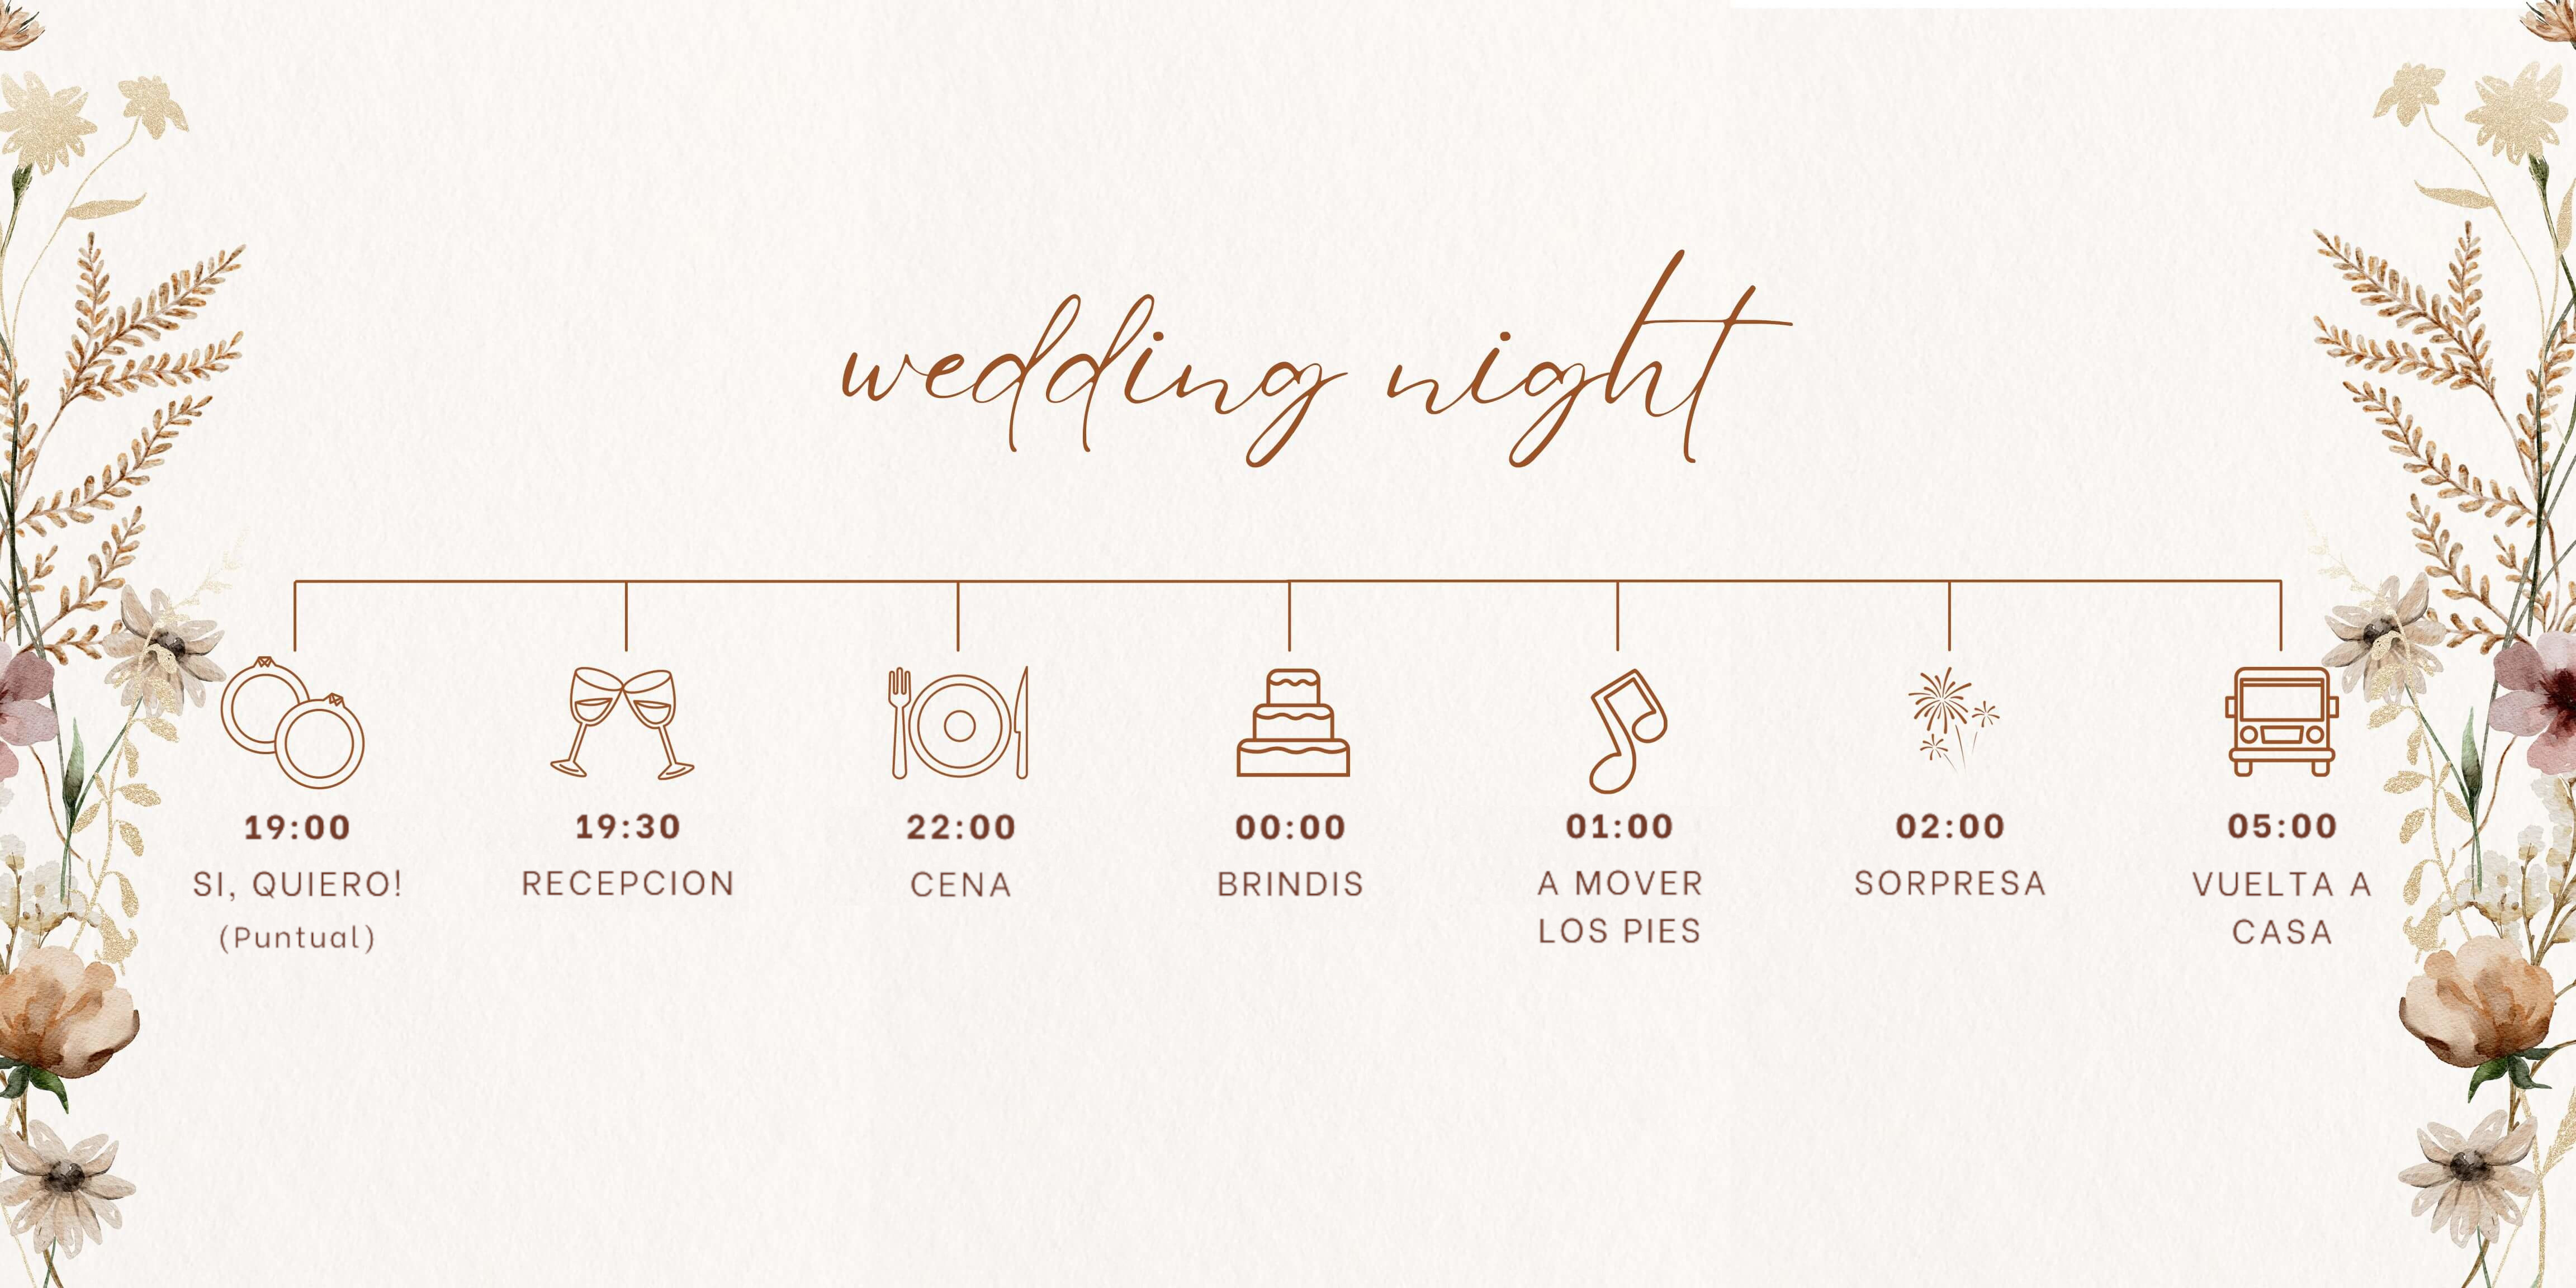 wedding night
19:00
SI, QUIERO!
(Puntual)
19:30
RECEPCION
22:00
CENA
00:00
BRINDIS
01:00
A MOVER
LOS PIES
02:00
SORPRESA
05:00
VUELTA A
CASA